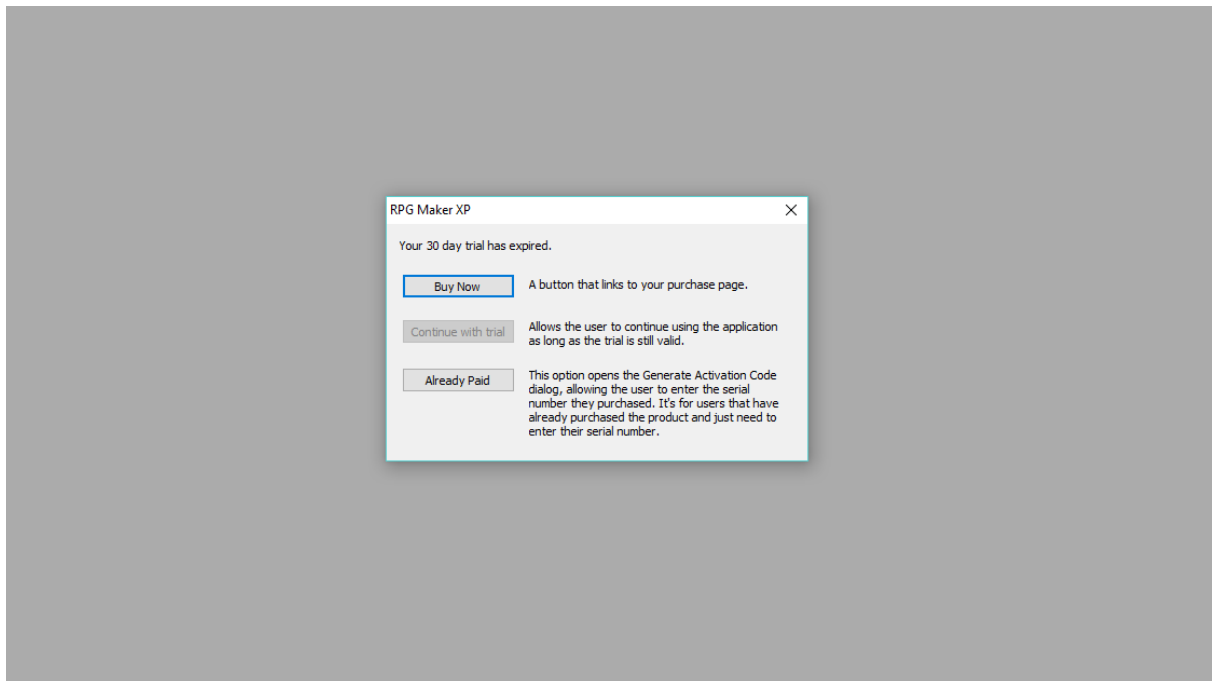 RPG Maker XP
Your 30 day trial has expired.
Buy Now
A button that links to your purchase page.
Continue with trial
Allows the user to continue using the application
as long as the trial is still valid.
Already Paid
This option opens the Generate Activation Code
dialog, allowing the user to enter the serial
number they purchased. It's for users that have
already purchased the product and just need to
enter their serial number.